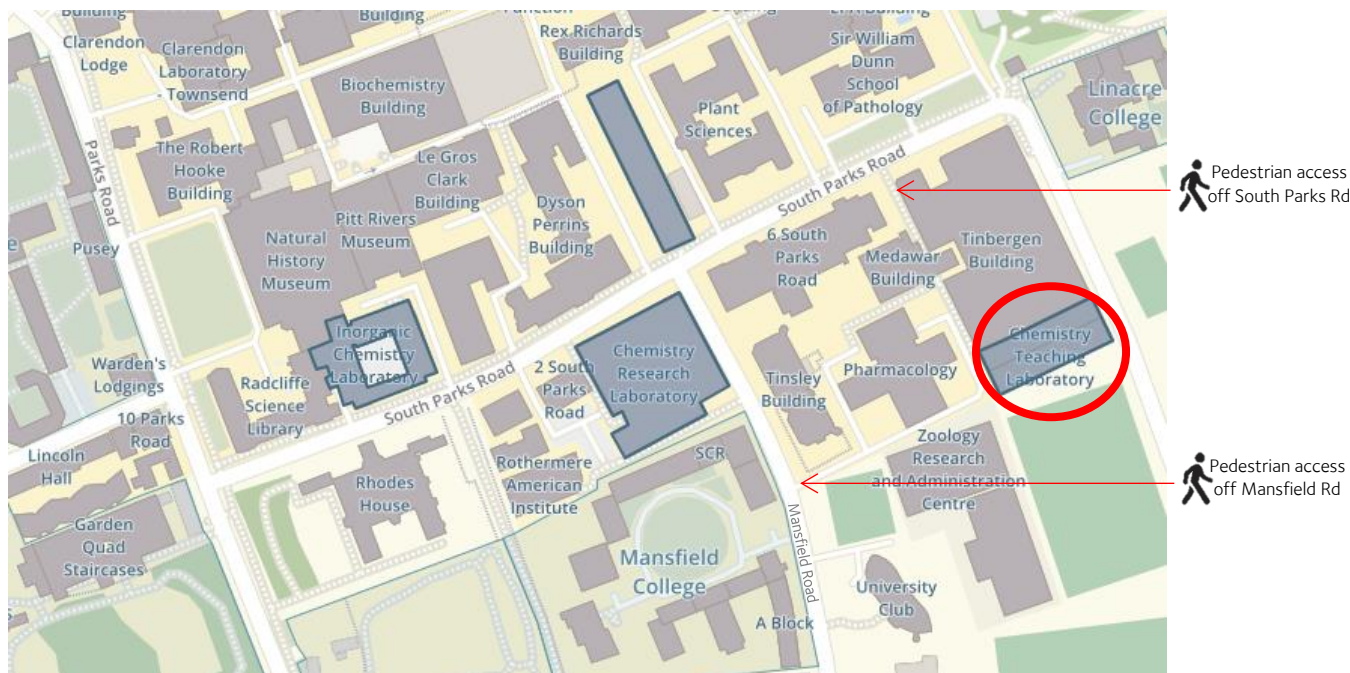 Building
Clarendon
Lodge
Clarendon
Laboratory
- Townsend
Building
Rex Richards
Building
Sir William
Dunn
School
of Pathology
Linacre
College
Biochemistry
Building
Plant
Sciences
Parks Road
The Robert
Hooke
Building
Le Gros
Clark
Building
South Parks Road
Pedestrian access
off South Parks Rd
Pusey
Natural
History
Museum
Pitt Rivers
Museum
Dyson
Perrins
Building
6 South
Parks
Road
Medawar
Building
Tinbergen
Building
Inorganic
Chemistry
Laboratory
Chemistry
Teaching
Laboratory
Warden's
Lodgings
Radcliffe
Science
Library
South Parks Road
2 South
Parks
Road
Chemistry
Research
Laboratory
Tinsley
Building
Pharmacology
10 Parks
Road
Lincoln
Hall
Rhodes
House
Rothermere
American
Institute
SCR
Zoology
Research
and Administration
Centre
Pedestrian access
off Mansfield Rd
Garden
Quad
Staircases
Mansfield
College
Mansfield Road
A Block
University
Club